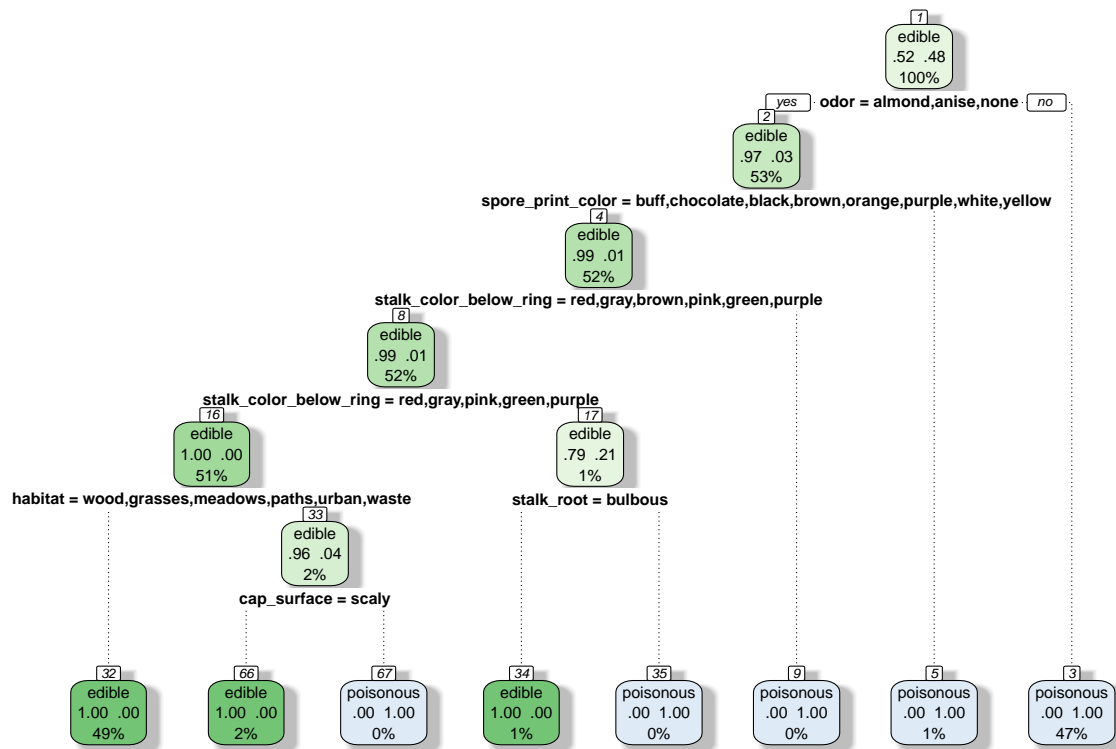 1
edible
.52 .48
100%
yes odor = almond,anise,none no
2
edible
.97 .03
53%
spore_print_color = buff,chocolate,black,brown,orange,purple,white,yellow
4
edible
.99 .01
52%
stalk_color_below_ring = red,gray,brown,pink,green,purple
8
edible
.99 .01
52%
stalk_color_below_ring = red,gray,pink,green,purple
16
edible
1.00 .00
51%
17
edible
.79 .21
1%
habitat = wood,grasses,meadows,paths,urban,waste
stalk_root = bulbous
33
edible
.96 .04
2%
cap_surface = scaly
32
edible
1.00 .00
49%
66
edible
1.00 .00
2%
67
poisonous
.00 1.00
0%
34
edible
1.00 .00
1%
35
poisonous
.00 1.00
0%
9
poisonous
.00 1.00
0%
5
poisonous
.00 1.00
1%
3
poisonous
.00 1.00
47%